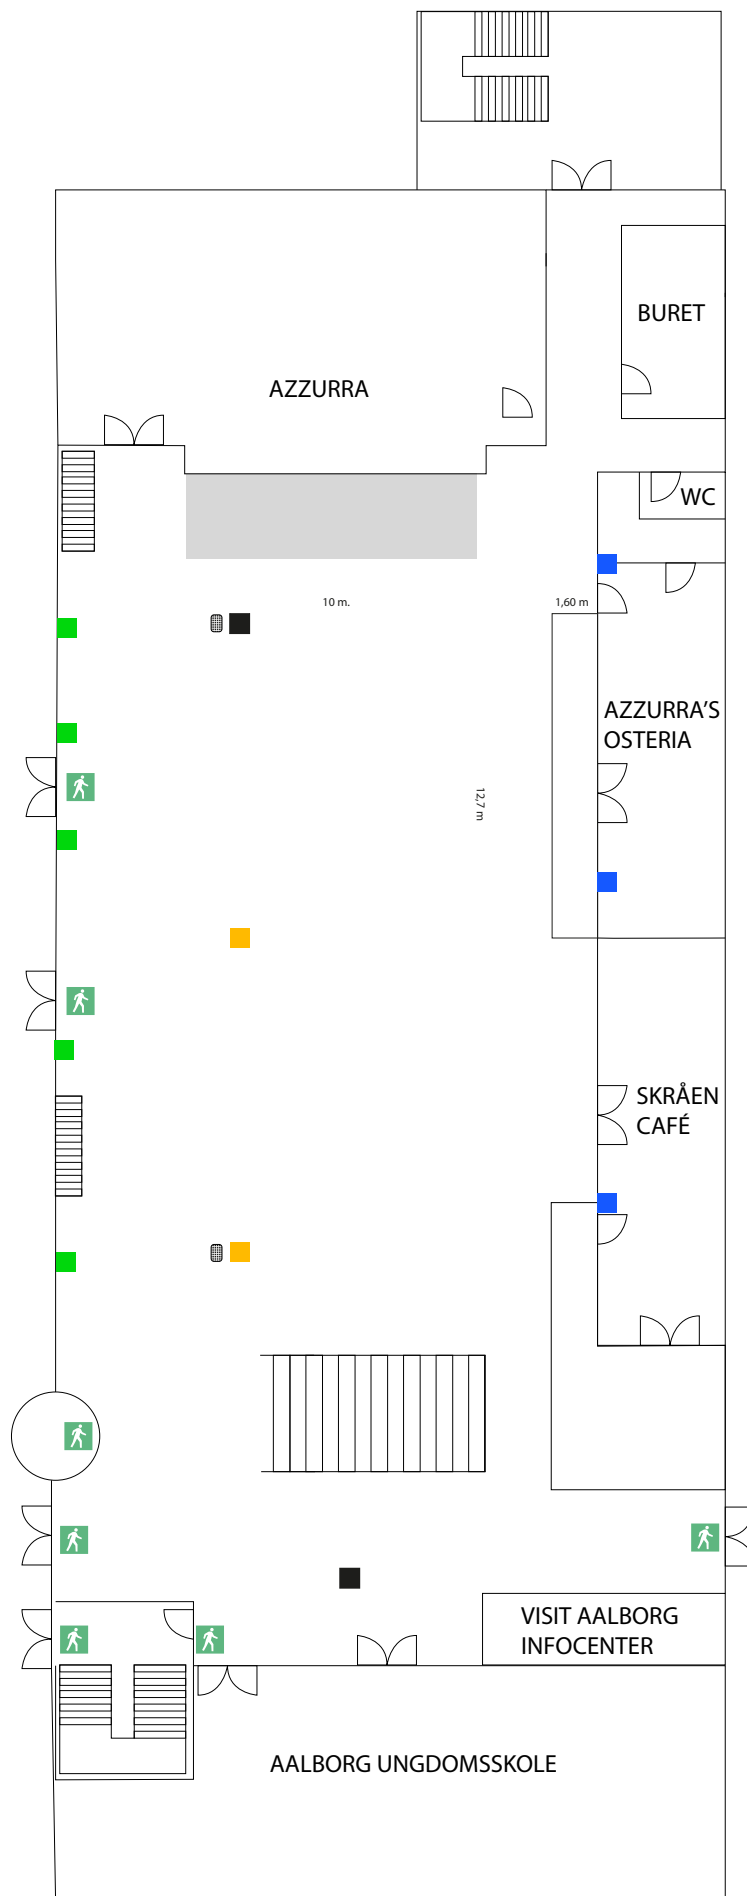 BURET
AZZURRA
WC
10 m.
1,60 m
AZZURRA'S
OSTERIA
12,7 m
SKRÅEN
CAFÉ
VISIT AALBORG
INFOCENTER
AALBORG UNGDOMSSKOLE